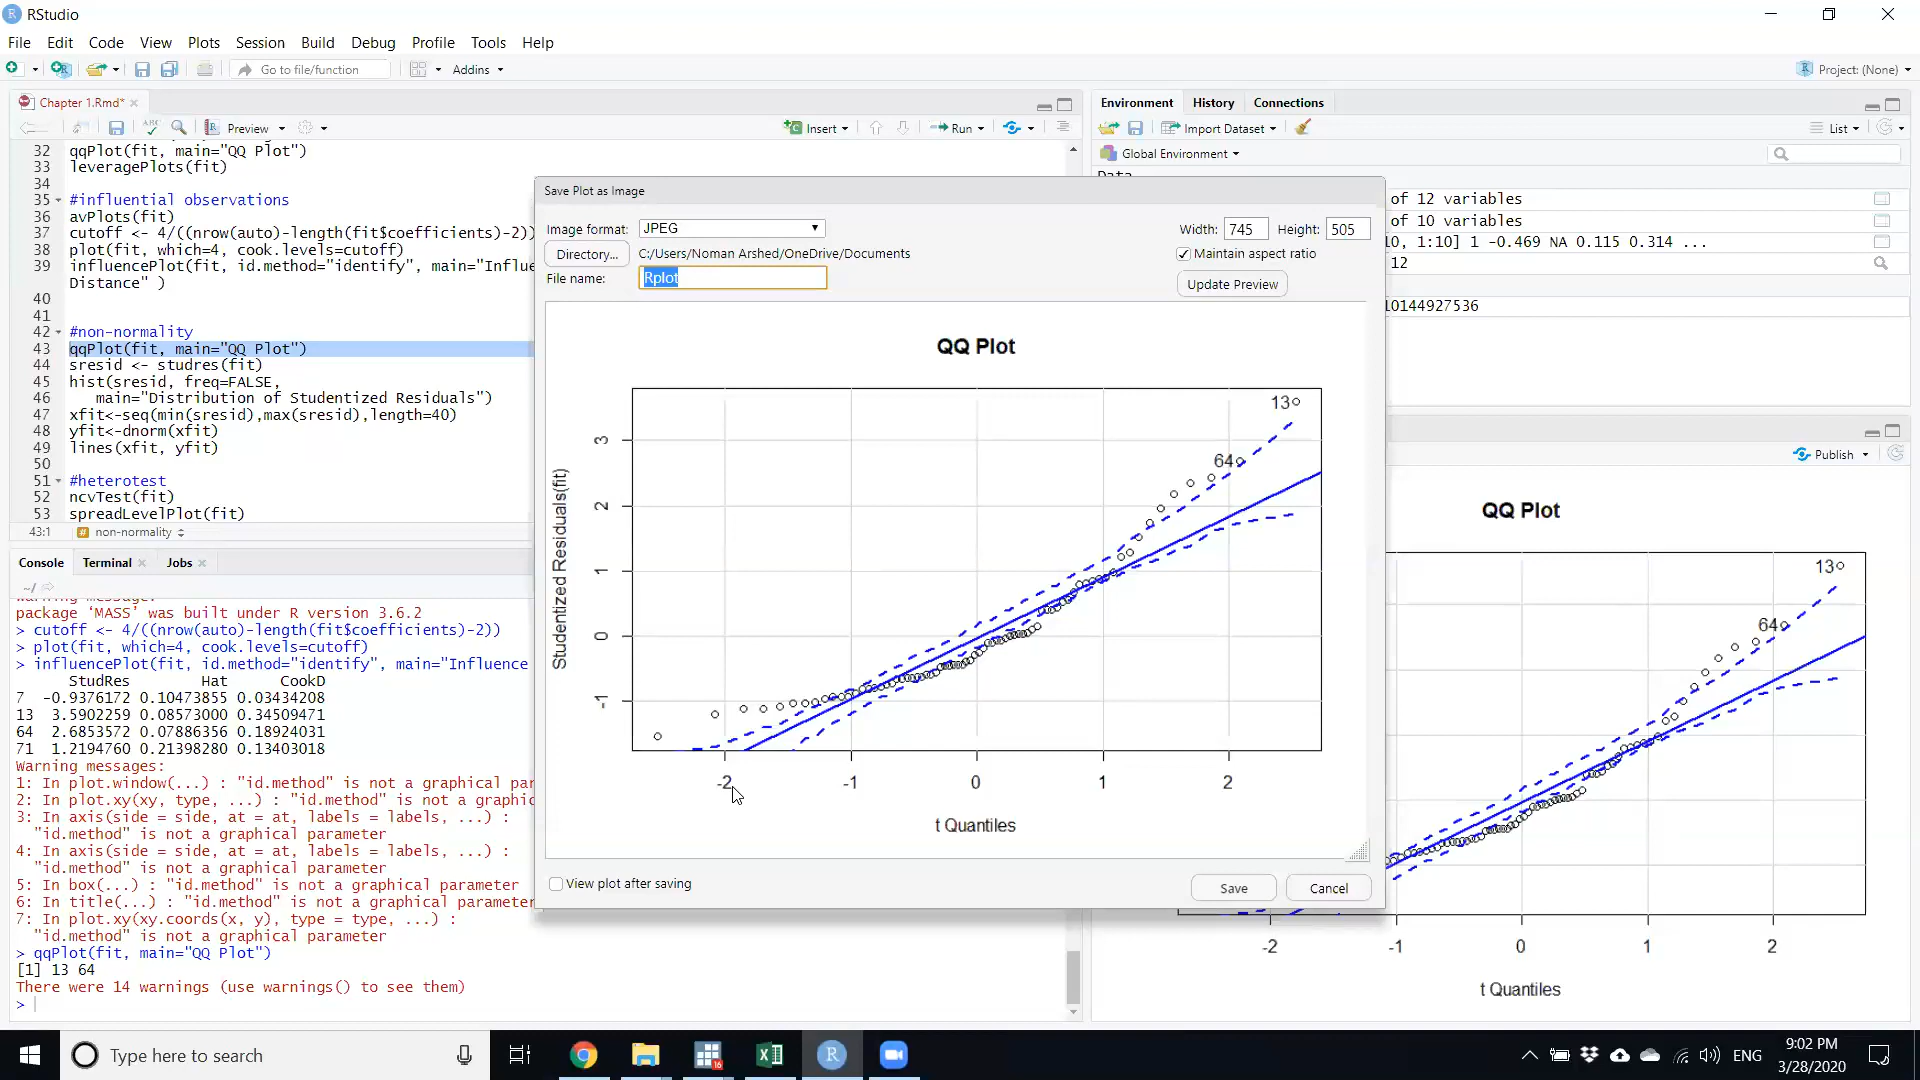 RStudio
File Edit Code View Plots Session Build Debug Profile Tools Help
Go to file/function Addins Project: (None)
Chapter 1.Rmd*
Preview Insert Run
32 qqPlot(fit, main="QQ Plot")
33 leveragePlots(fit)
34
35 #influential observations
36 avPlots(fit)
37 cutoff <- 4/((nrow(auto)-length(fit$coefficients)-2))
38 plot(fit, which=4, cook.levels=cutoff)
39 influencePlot(fit, id.method="identify", main="Influe
Distance" )
40
41
42 #non-normality
43 qqPlot(fit, main="QQ Plot")
44 sresid <- studres(fit)
45 hist(sresid, freq=FALSE,
46 main="Distribution of Studentized Residuals")
47 xfit<-seq(min(sresid),max(sresid),length=40)
48 yfit<-dnorm(xfit)
49 lines(xfit, yfit)
50
51 #heterotest
52 ncvTest(fit)
53 spreadLevelPlot(fit)
43:1 # non-normality
Console Terminal Jobs
~/
package ‘MASS’ was built under R version 3.6.2
> cutoff <- 4/((nrow(auto)-length(fit$coefficients)-2))
> plot(fit, which=4, cook.levels=cutoff)
> influencePlot(fit, id.method="identify", main="Influence
StudRes Hat CookD
7 -0.9376172 0.10473855 0.03434208
13 3.5902259 0.08573000 0.34509471
64 2.6853572 0.07886356 0.18924031
71 1.2194760 0.21398280 0.13403018
Warning messages:
1: In plot.window(...) : "id.method" is not a graphical par
2: In plot.xy(xy, type, ...) : "id.method" is not a graphic
3: In axis(side = side, at = at, labels = labels, ...) :
"id.method" is not a graphical parameter
4: In axis(side = side, at = at, labels = labels, ...) :
"id.method" is not a graphical parameter
5: In box(...) : "id.method" is not a graphical parameter
6: In title(...) : "id.method" is not a graphical parameter
7: In plot.xy(xy.coords(x, y), type = type, ...) :
"id.method" is not a graphical parameter
> qqPlot(fit, main="QQ Plot")
[1] 13 64
There were 14 warnings (use warnings() to see them)
>
Save Plot as Image
Image format: JPEG
Directory... C:/Users/Noman Arshed/OneDrive/Documents
File name: Rplot
Width: 745 Height: 505
Maintain aspect ratio
Update Preview
QQ Plot
Studentized Residuals(fit)
3
2
1
0
-1
13
64
-2 -1 0 1 2
t Quantiles
View plot after saving
Save Cancel
Environment History Connections
Import Dataset List
Global Environment
of 12 variables
of 10 variables
10, 1:10] 1 -0.469 NA 0.115 0.314 ...
12
10144927536
Publish
QQ Plot
13
64
-2 -1 0 1 2
t Quantiles
Type here to search
16
ENG
9:02 PM
3/28/2020